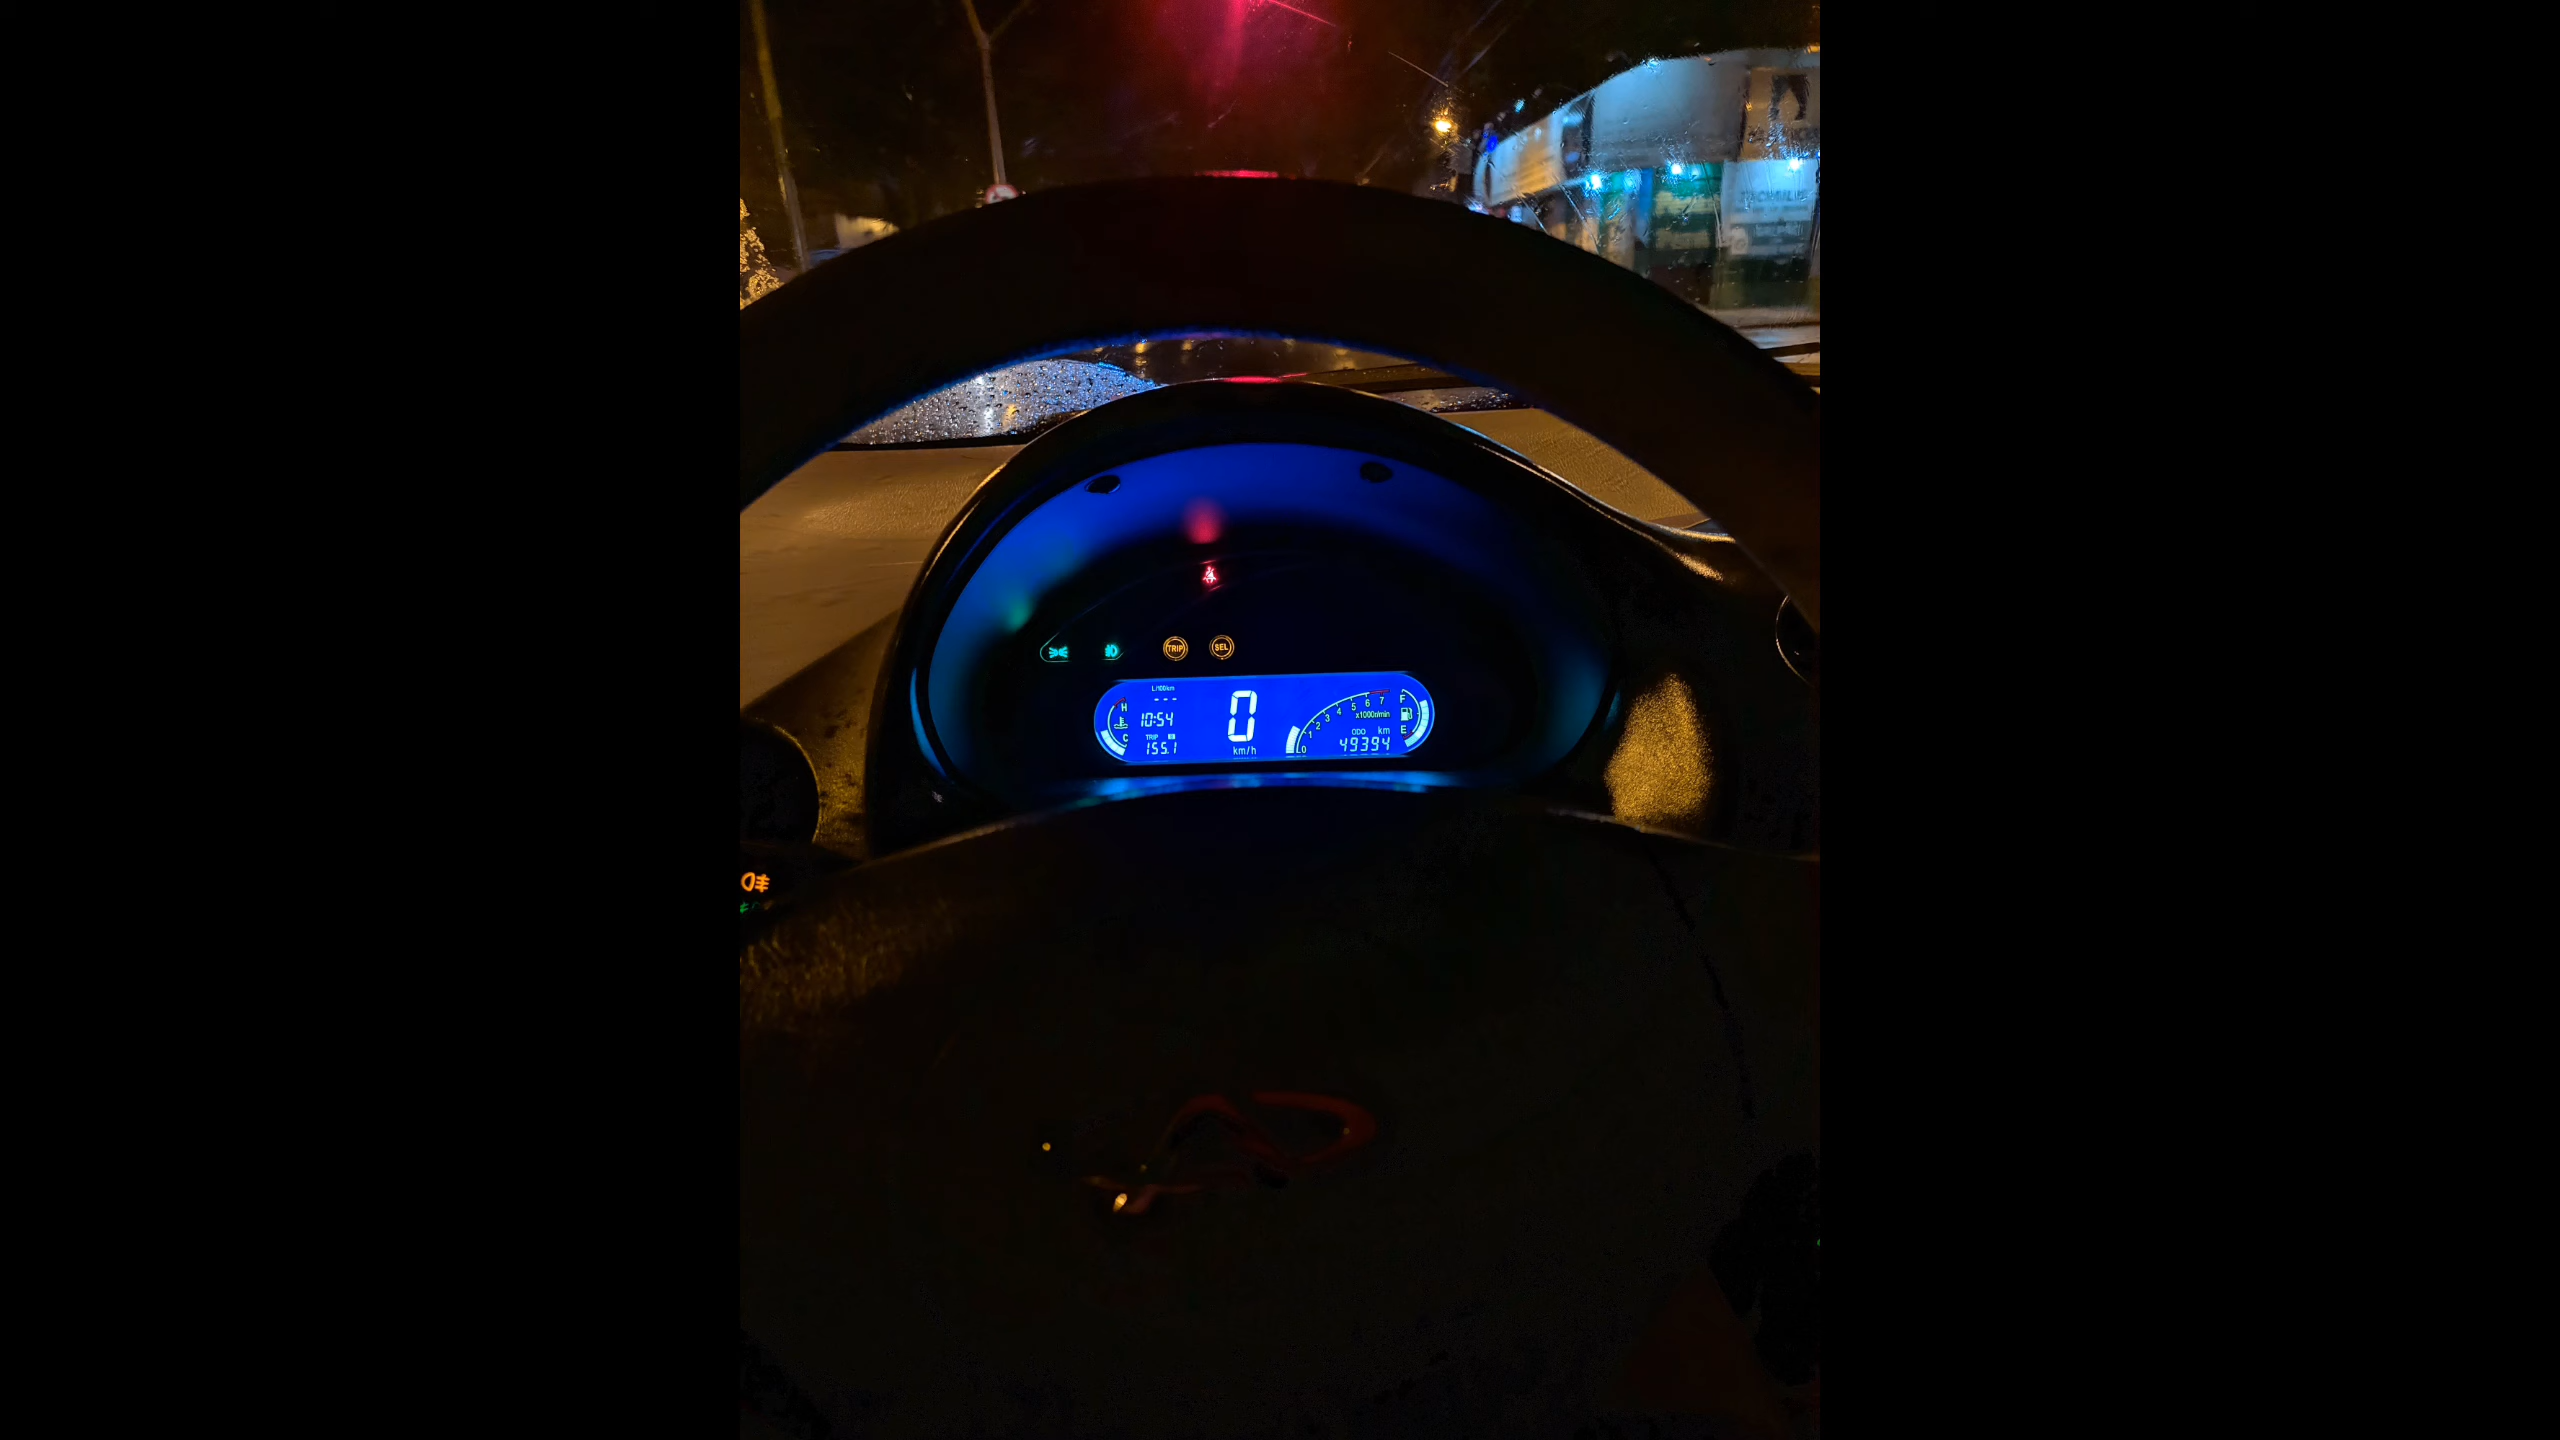 TRIP SEL
L/100km
---
H
10:54
C
TRIP
155.1
0
km/h
0 1 2 3 4 5 6 7
x1000r/min
ODO km
49394
F
E